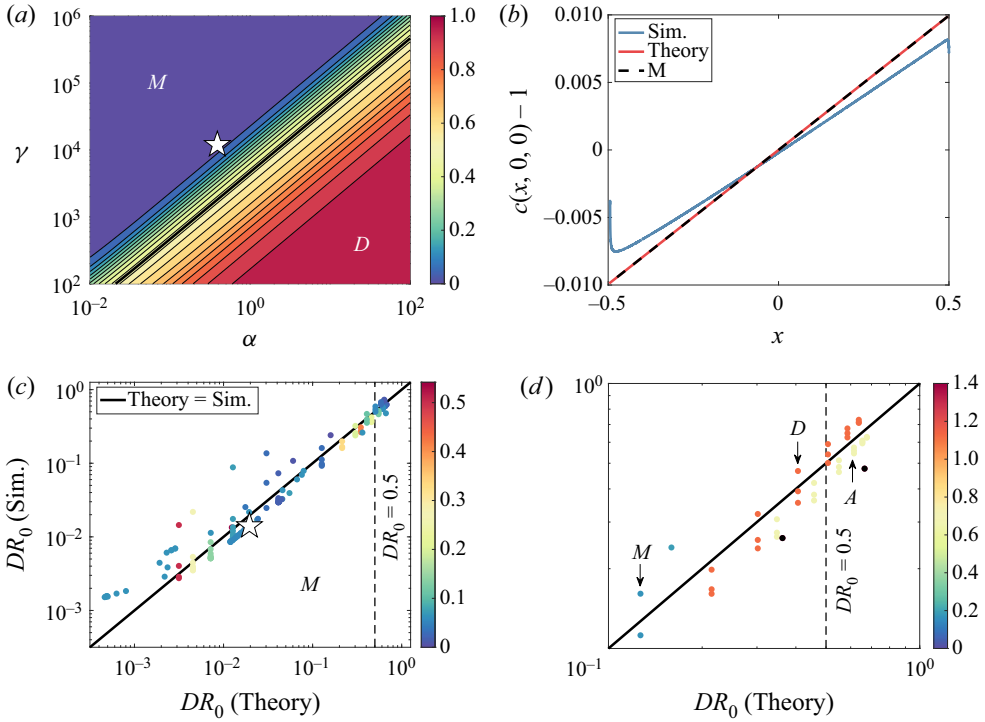 (a)
10^6
10^5
10^4
10^3
10^2
γ
M
D
10^−2
10^0
10^2
α
1.0
0.8
0.6
0.4
0.2
0
(b)
0.010
0.005
0
−0.005
−0.010
c(x, 0, 0) − 1
Sim.
Theory
M
−0.5
0
0.5
x
(c)
10^0
10^−1
10^−2
10^−3
DR_0 (Sim.)
Theory = Sim.
M
DR_0 = 0.5
10^−3
10^−2
10^−1
10^0
DR_0 (Theory)
0.5
0.4
0.3
0.2
0.1
0
(d)
10^0
D
A
M
DR_0 = 0.5
10^−1
10^0
DR_0 (Theory)
1.4
1.2
1.0
0.8
0.6
0.4
0.2
0